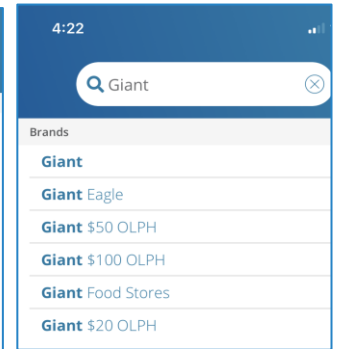 4:22
Giant
Brands
Giant
Giant Eagle
Giant $50 OLPH
Giant $100 OLPH
Giant Food Stores
Giant $20 OLPH